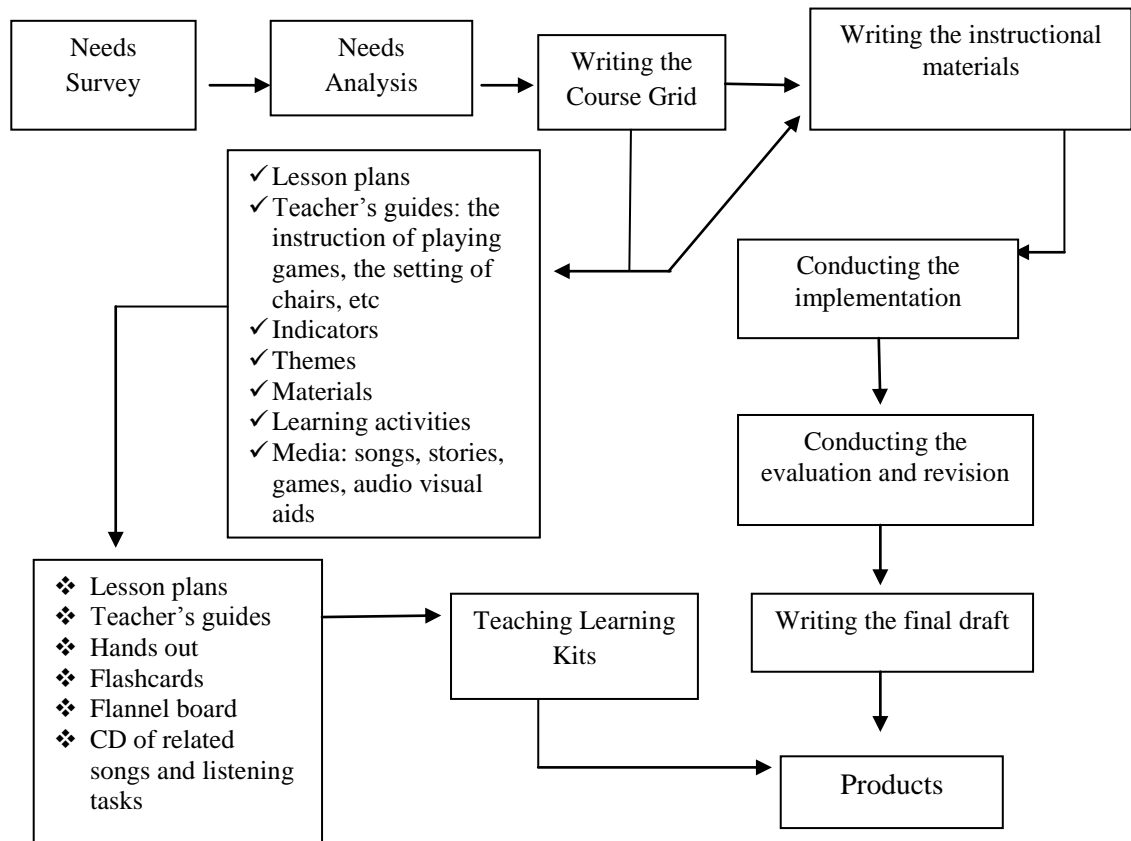 Needs
Survey
Needs
Analysis
Writing the
Course Grid
Writing the instructional
materials
✓ Lesson plans
✓ Teacher’s guides: the
instruction of playing
games, the setting of
chairs, etc
✓ Indicators
✓ Themes
✓ Materials
✓ Learning activities
✓ Media: songs, stories,
games, audio visual
aids
Conducting the
implementation
Conducting the
evaluation and revision
❖ Lesson plans
❖ Teacher’s guides
❖ Hands out
❖ Flashcards
❖ Flannel board
❖ CD of related
songs and listening
tasks
Teaching Learning
Kits
Writing the final draft
Products